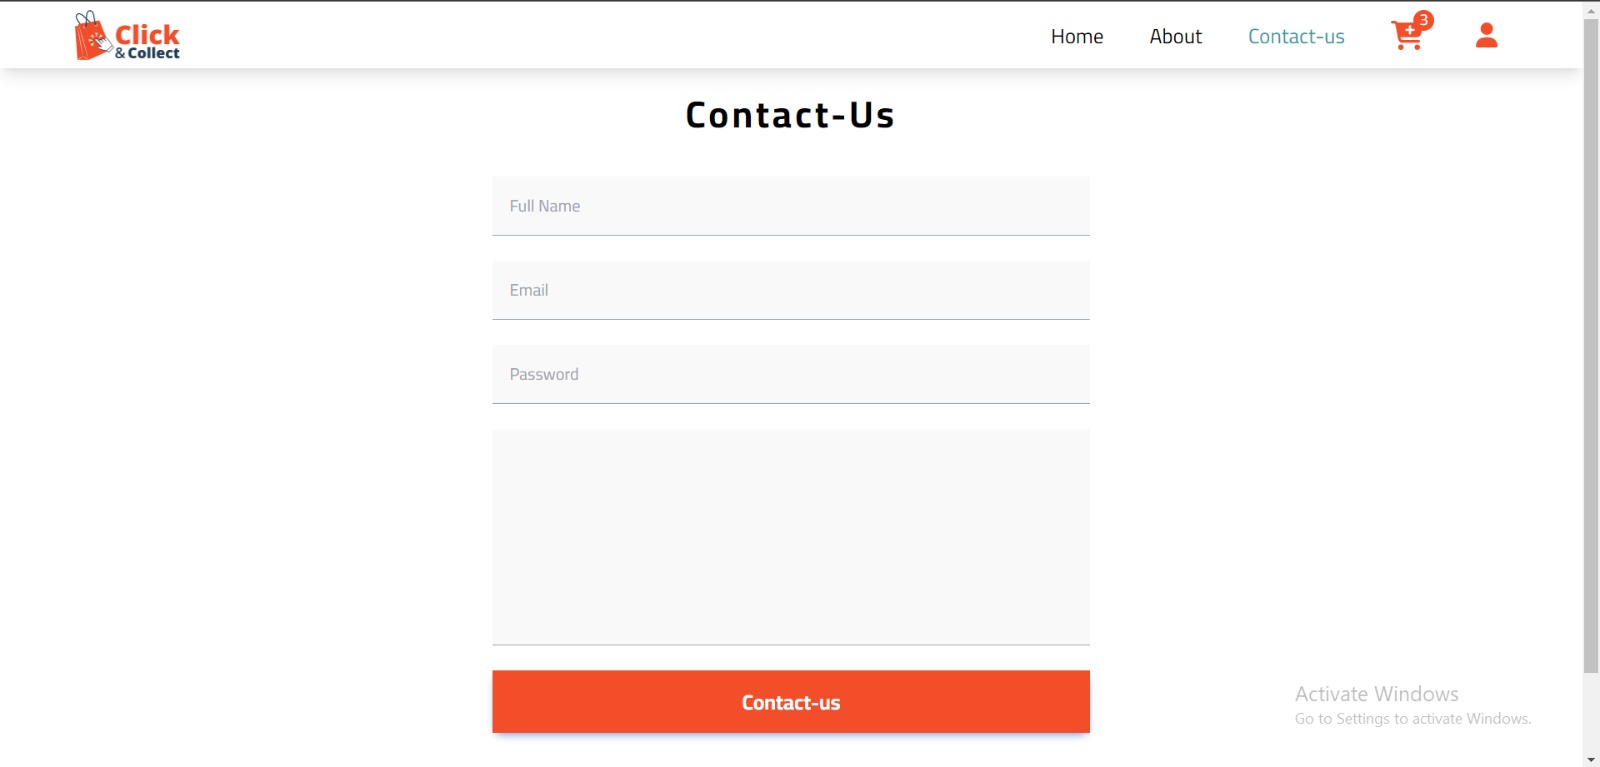 Click
& Collect
Home
About
Contact-us
3
Contact-Us
Full Name
Email
Password
Contact-us
Activate Windows
Go to Settings to activate Windows.